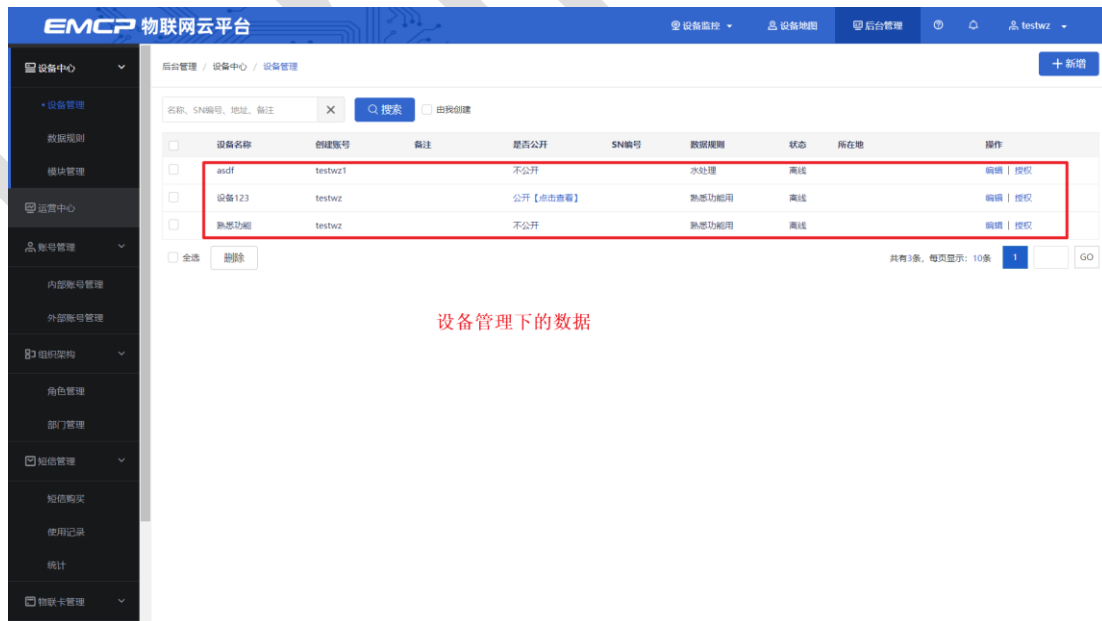 EMCP 物联网云平台 设备监控 设备地图 后台管理 testwz
设备中心 后台管理 / 设备中心 / 设备管理 + 新增
•设备管理 名称、SN编号、地址、备注 × 搜索 由我创建
数据规则
设备名称 创建账号 备注 是否公开 SN编号 数据规则 状态 所在地 操作
模块管理 asdf testwz1 不公开 水处理 离线 编辑 | 授权
设备123 testwz 公开【点击查看】 熟悉功能用 离线 编辑 | 授权
运营中心
熟悉功能 testwz 不公开 熟悉功能用 离线 编辑 | 授权
账号管理 全选 删除 共有3条, 每页显示: 10条 1 GO
内部账号管理
外部账号管理 设备管理下的数据
组织架构
角色管理
部门管理
短信管理
短信购买
使用记录
统计
物联卡管理